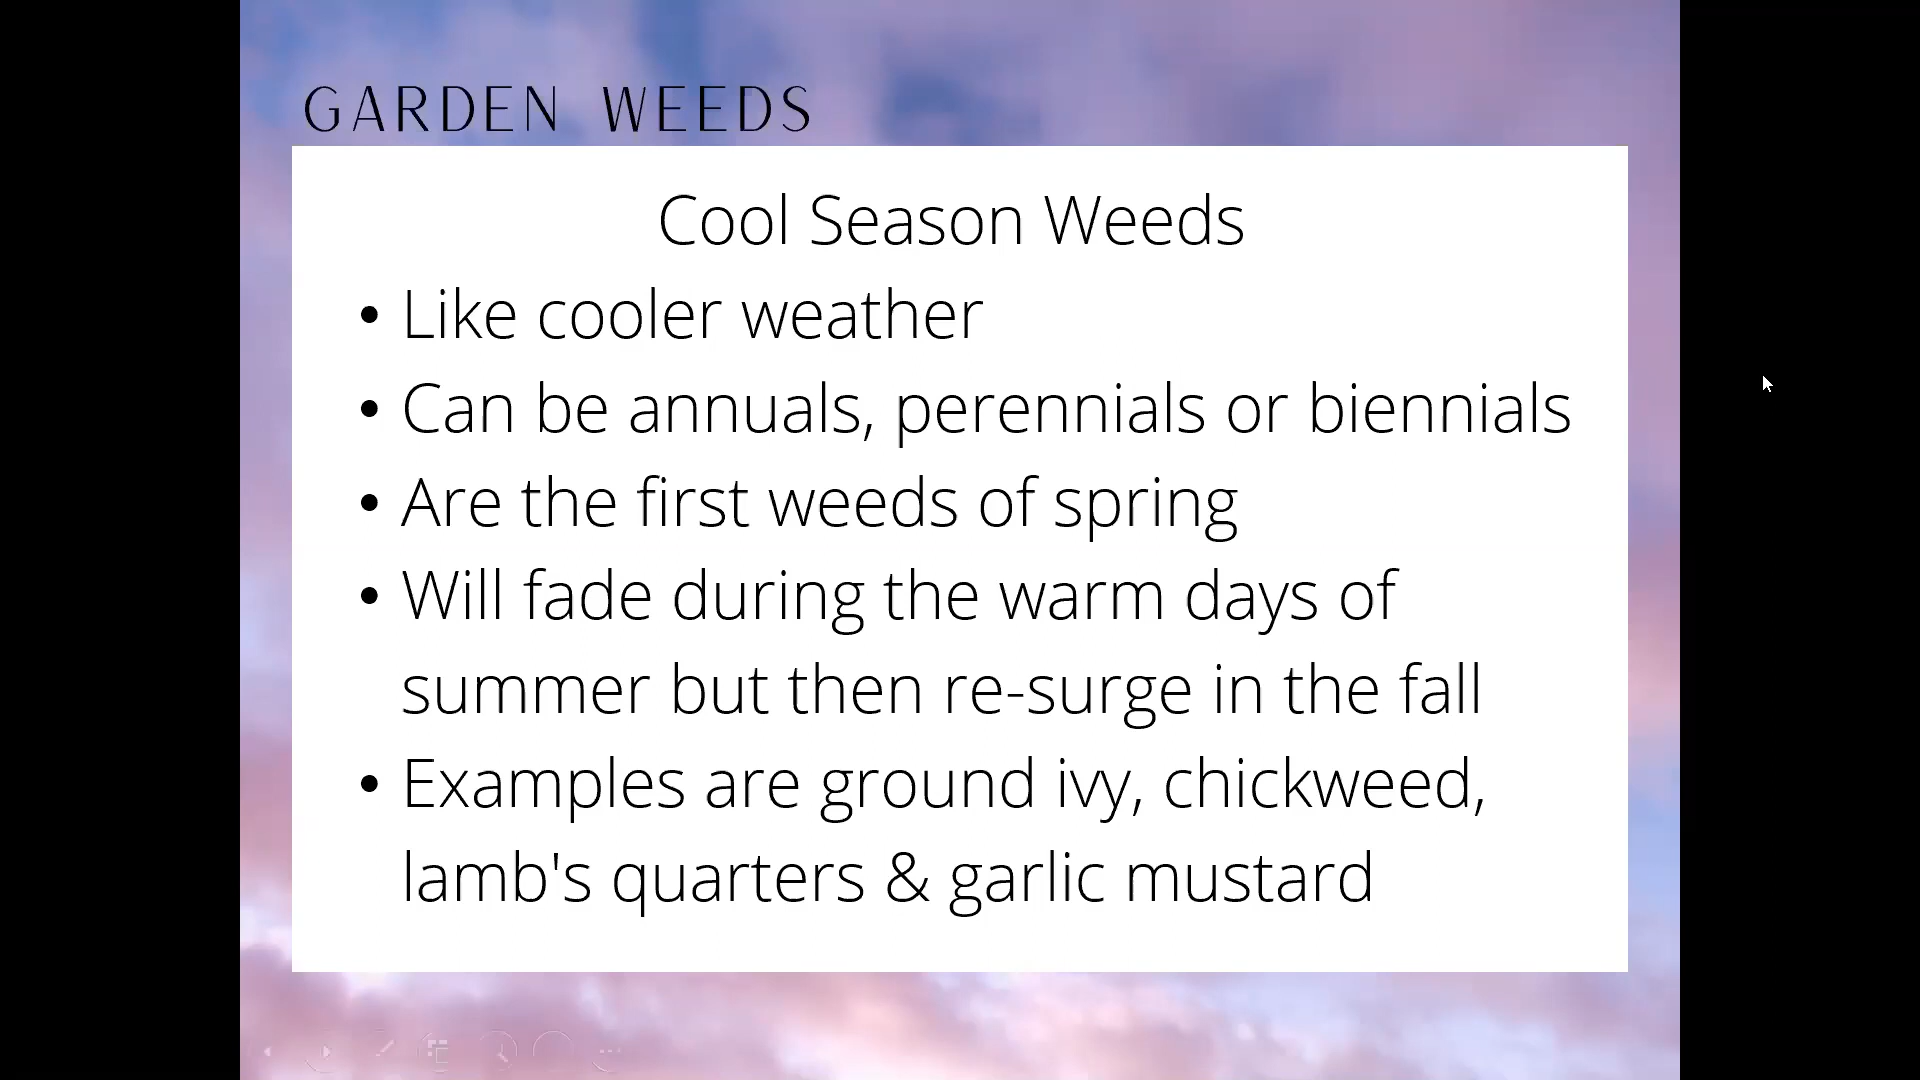 GARDEN WEEDS
Cool Season Weeds
• Like cooler weather
• Can be annuals, perennials or biennials
• Are the first weeds of spring
• Will fade during the warm days of
summer but then re-surge in the fall
• Examples are ground ivy, chickweed,
lamb's quarters & garlic mustard